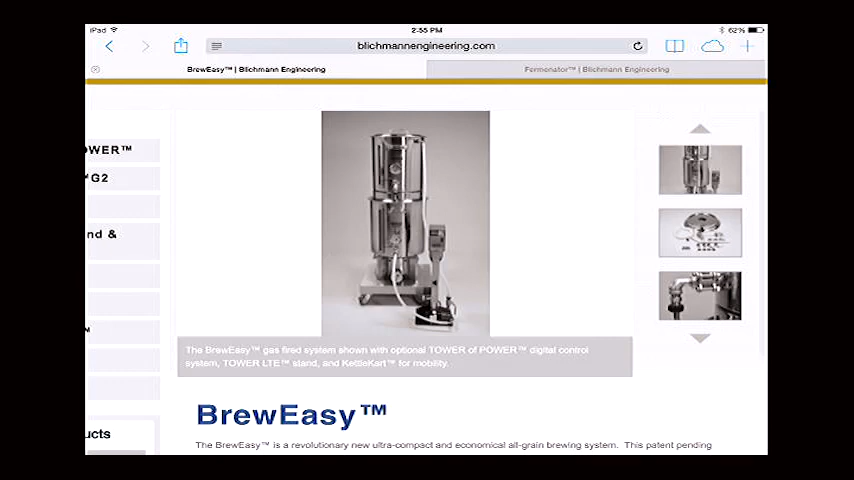 iPad
2:55 PM
62%
blichmannengineering.com
BrewEasy™ | Blichmann Engineering
Fermenator™ | Blichmann Engineering
OWER™
™G2
nd &
™
The BrewEasy™ gas fired system shown with optional TOWER of POWER™ digital control
system, TOWER LTE™ stand, and KettleKart™ for mobility.
BrewEasy™
ucts
The BrewEasy™ is a revolutionary new ultra-compact and economical all-grain brewing system. This patent pending